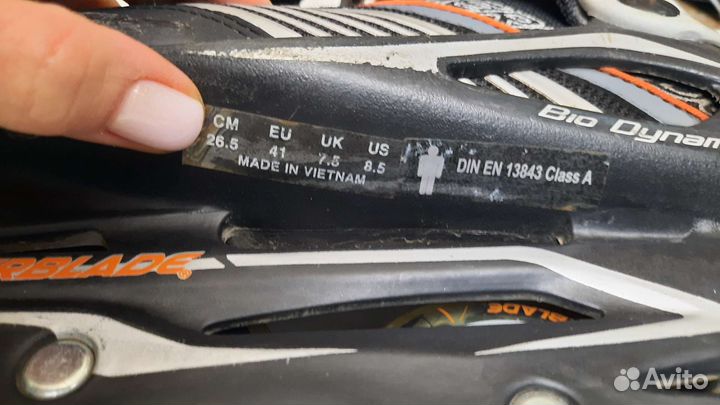 Bio Dynam
CM EU UK US
26.5 41 7.5 8.5
MADE IN VIETNAM
DIN EN 13843 Class A
RBLADE®
BLADE
Avito